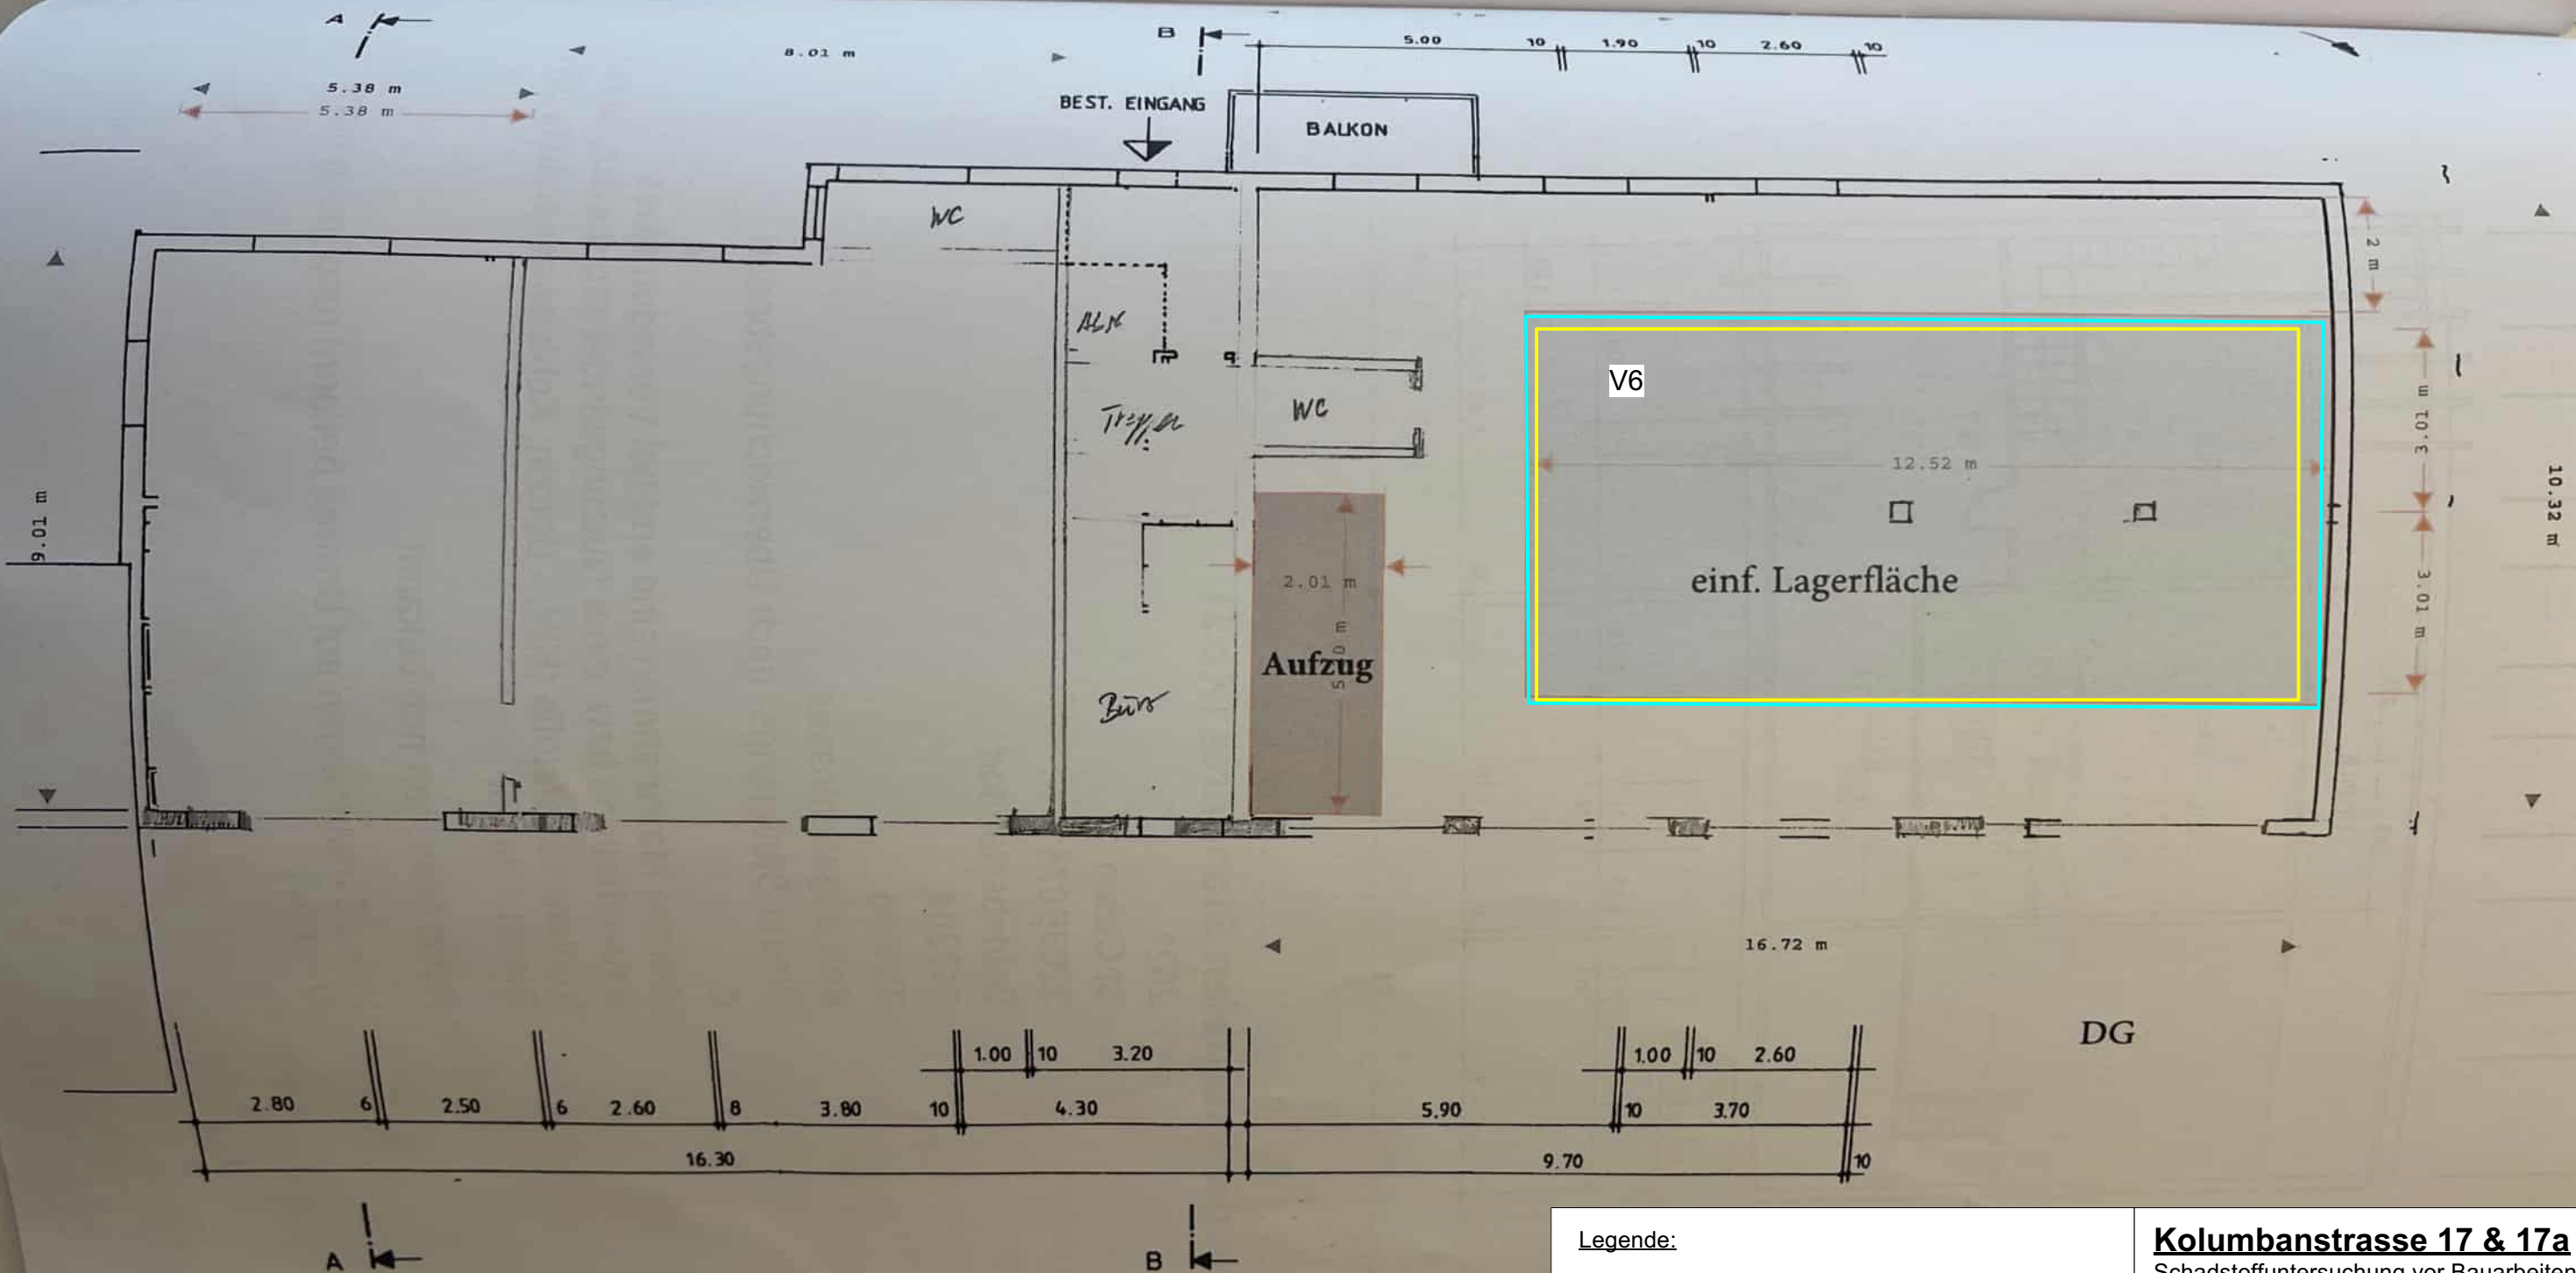 A
B
5.00 10 1.90 10 2.60 10
8.01 m
5.38 m
5.38 m
BEST. EINGANG
BALKON
WC
2 m
V6
Treppe
WC
3.01 m
12.52 m
9.01 m
10.32 m
2.01 m
einf. Lagerfläche
3.01 m
Aufzug
Büro
16.72 m
DG
1.00 10 3.20
1.00 10 2.60
2.80 6 2.50 6 2.60 8 3.80 10 4.30
5.90 10 3.70
16.30
9.70 10
A
B
Legende:
Kolumbanstrasse 17 & 17a
Schadstoffuntersuchung vor Bauarbeiten